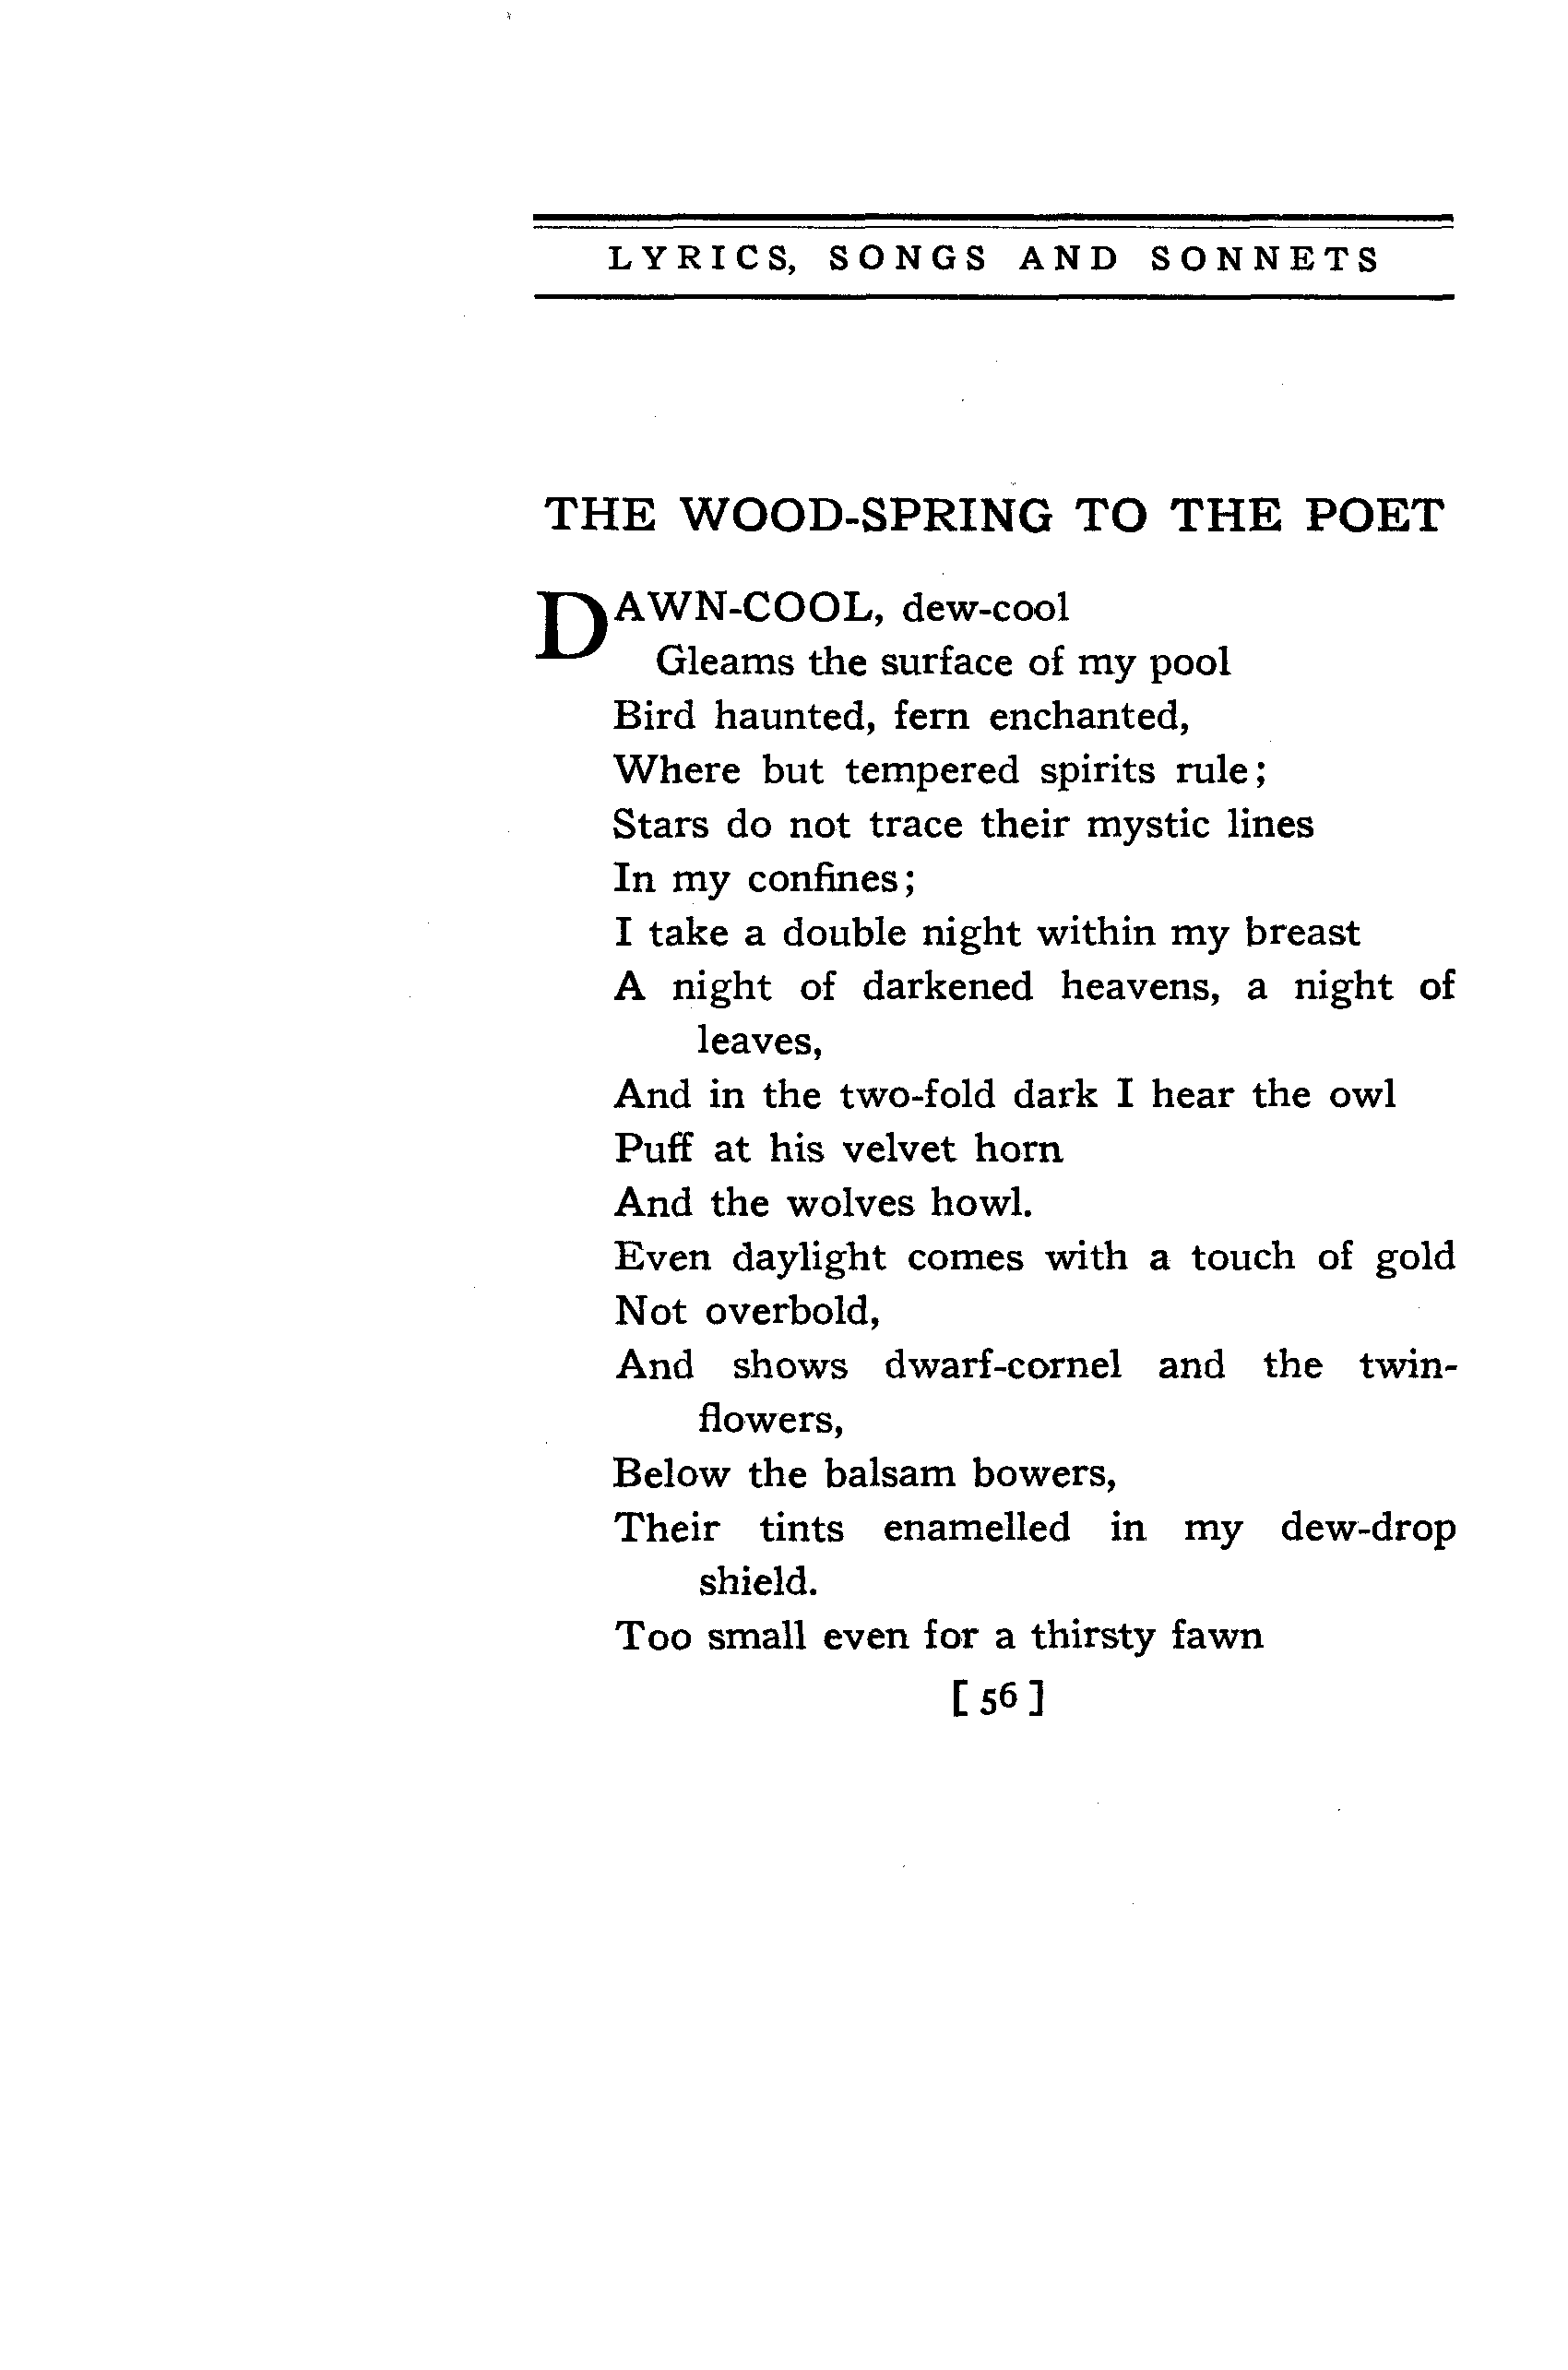 LYRICS, SONGS AND SONNETS
THE WOOD-SPRING TO THE POET
DAWN-COOL, dew-cool
Gleams the surface of my pool
Bird haunted, fern enchanted,
Where but tempered spirits rule;
Stars do not trace their mystic lines
In my confines;
I take a double night within my breast
A night of darkened heavens, a night of
leaves,
And in the two-fold dark I hear the owl
Puff at his velvet horn
And the wolves howl.
Even daylight comes with a touch of gold
Not overbold,
And shows dwarf-cornel and the twin-
flowers,
Below the balsam bowers,
Their tints enamelled in my dew-drop
shield.
Too small even for a thirsty fawn
[56]